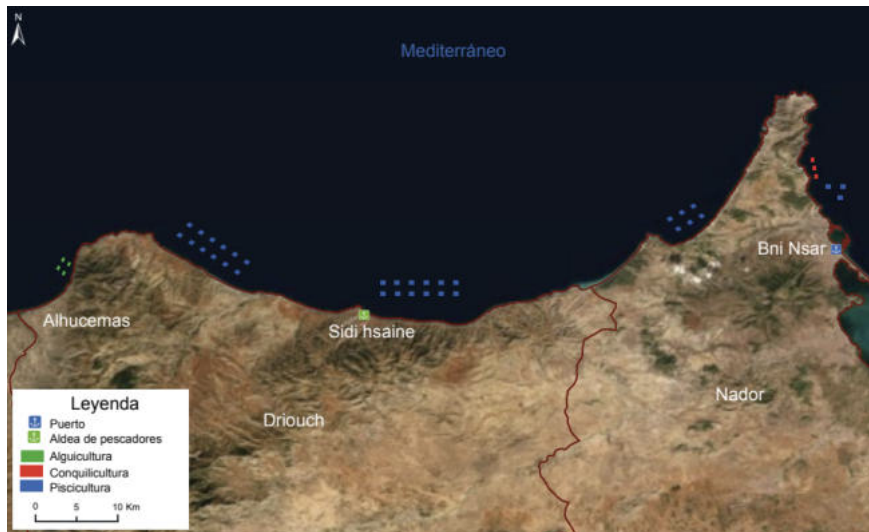 N
Mediterráneo
Bni Nsar
Alhucemas
Sidi hsaine
Driouch
Nador
Leyenda
Puerto
Aldea de pescadores
Alguicultura
Conquilicultura
Piscicultura
0 5 10 Km